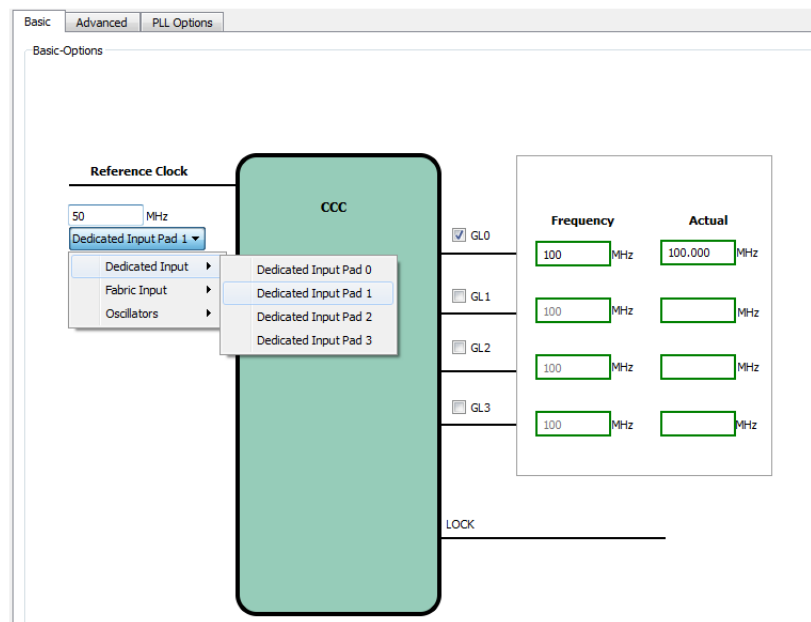 Basic Advanced PLL Options
Basic-Options
Reference Clock
50 MHz
Dedicated Input Pad 1
Dedicated Input
Fabric Input
Oscillators
Dedicated Input Pad 0
Dedicated Input Pad 1
Dedicated Input Pad 2
Dedicated Input Pad 3
CCC
Frequency Actual
GL0 100 MHz 100.000 MHz
GL1 100 MHz MHz
GL2 100 MHz MHz
GL3 100 MHz MHz
LOCK